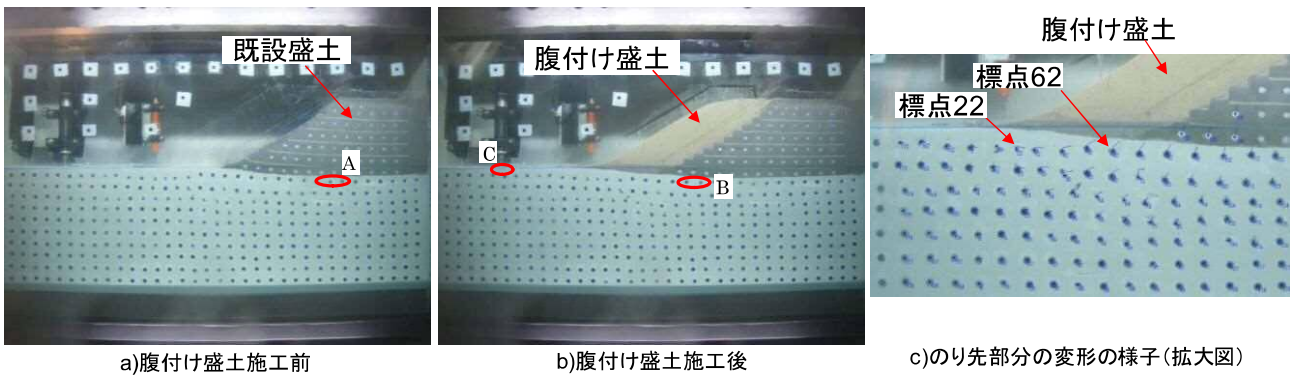 既設盛土
A
a)腹付け盛土施工前
腹付け盛土
C
B
b)腹付け盛土施工後
腹付け盛土
標点62
標点22
c)のり先部分の変形の様子(拡大図)